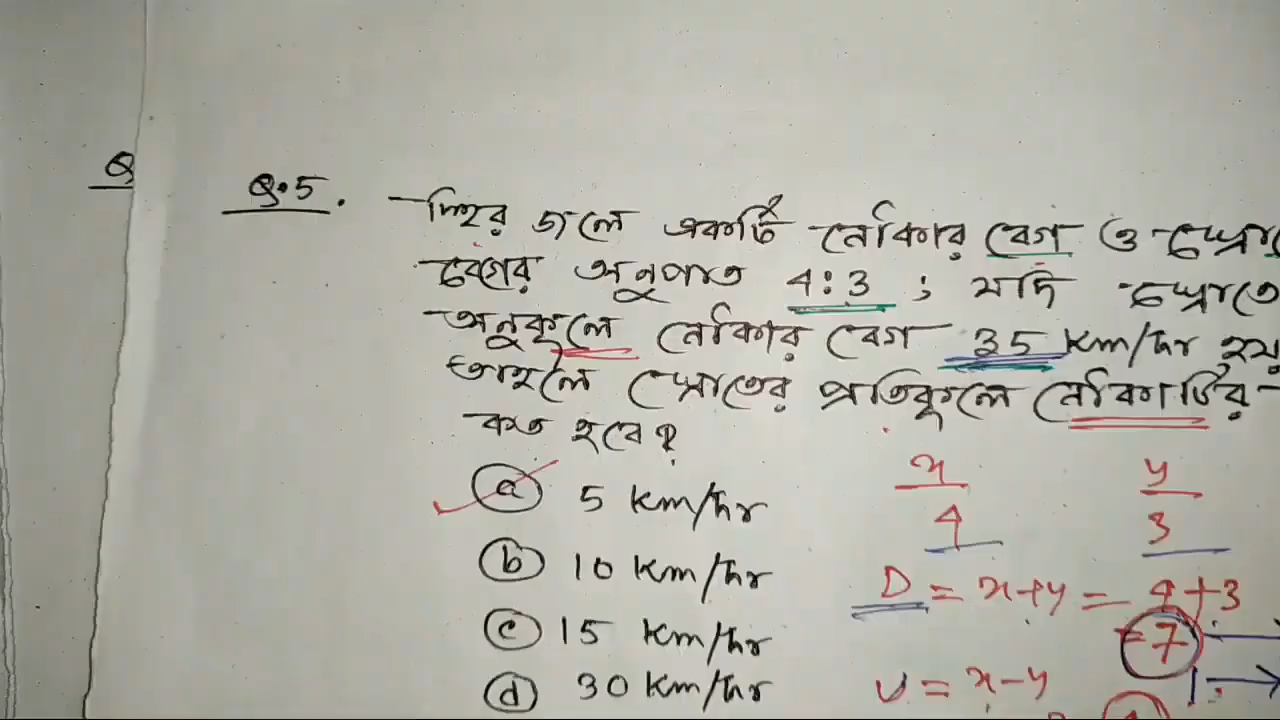 Q
Q.5. স্থির জলে একটি নৌকার বেগ ও স্রো
বেগের অনুপাত 4:3 ; যদি স্রোতে
অনুকূলে নৌকার বেগ 35 km/hr হয়
তাহলে স্রোতের প্রতিকূলে নৌকাটির
কত হবে?
(a) 5 km/hr
(b) 10 km/hr
(c) 15 km/hr
(d) 30 km/hr
x y
4 3
D = x+y = 4+3
= 7
U = x-y